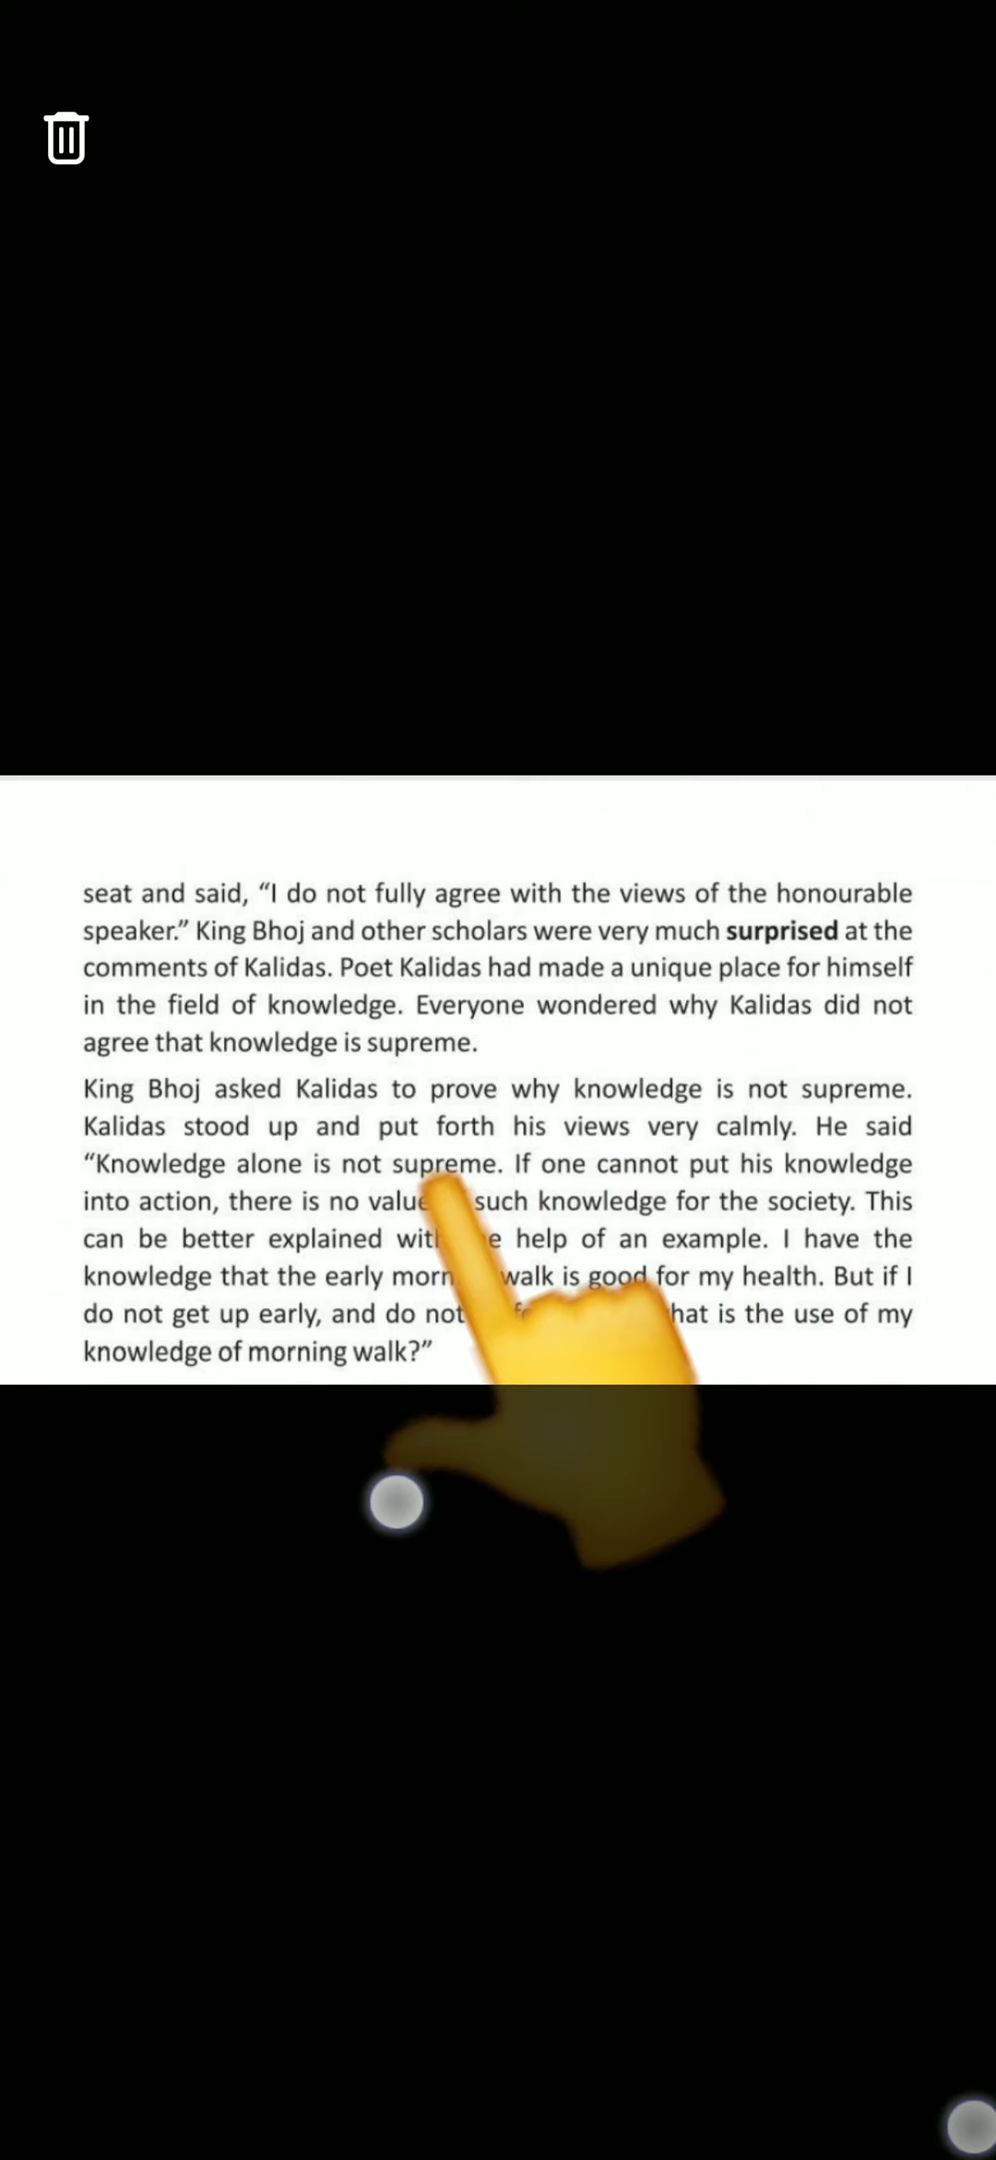 seat and said, “I do not fully agree with the views of the honourable
speaker.” King Bhoj and other scholars were very much surprised at the
comments of Kalidas. Poet Kalidas had made a unique place for himself
in the field of knowledge. Everyone wondered why Kalidas did not
agree that knowledge is supreme.
King Bhoj asked Kalidas to prove why knowledge is not supreme.
Kalidas stood up and put forth his views very calmly. He said
“Knowledge alone is not supreme. If one cannot put his knowledge
into action, there is no value such knowledge for the society. This
can be better explained help of an example. I have the
knowledge that the early walk is good for my health. But if I
do not get up early, and do not is the use of my
knowledge of morning walk?”